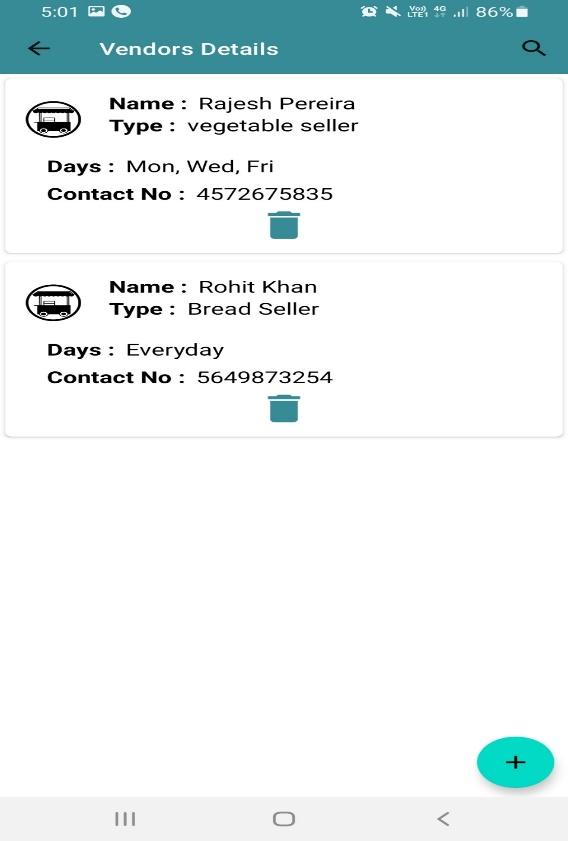 5:01 Vo)) LTE1 4G 86%
Vendors Details
Name : Rajesh Pereira
Type : vegetable seller
Days : Mon, Wed, Fri
Contact No : 4572675835
Name : Rohit Khan
Type : Bread Seller
Days : Everyday
Contact No : 5649873254